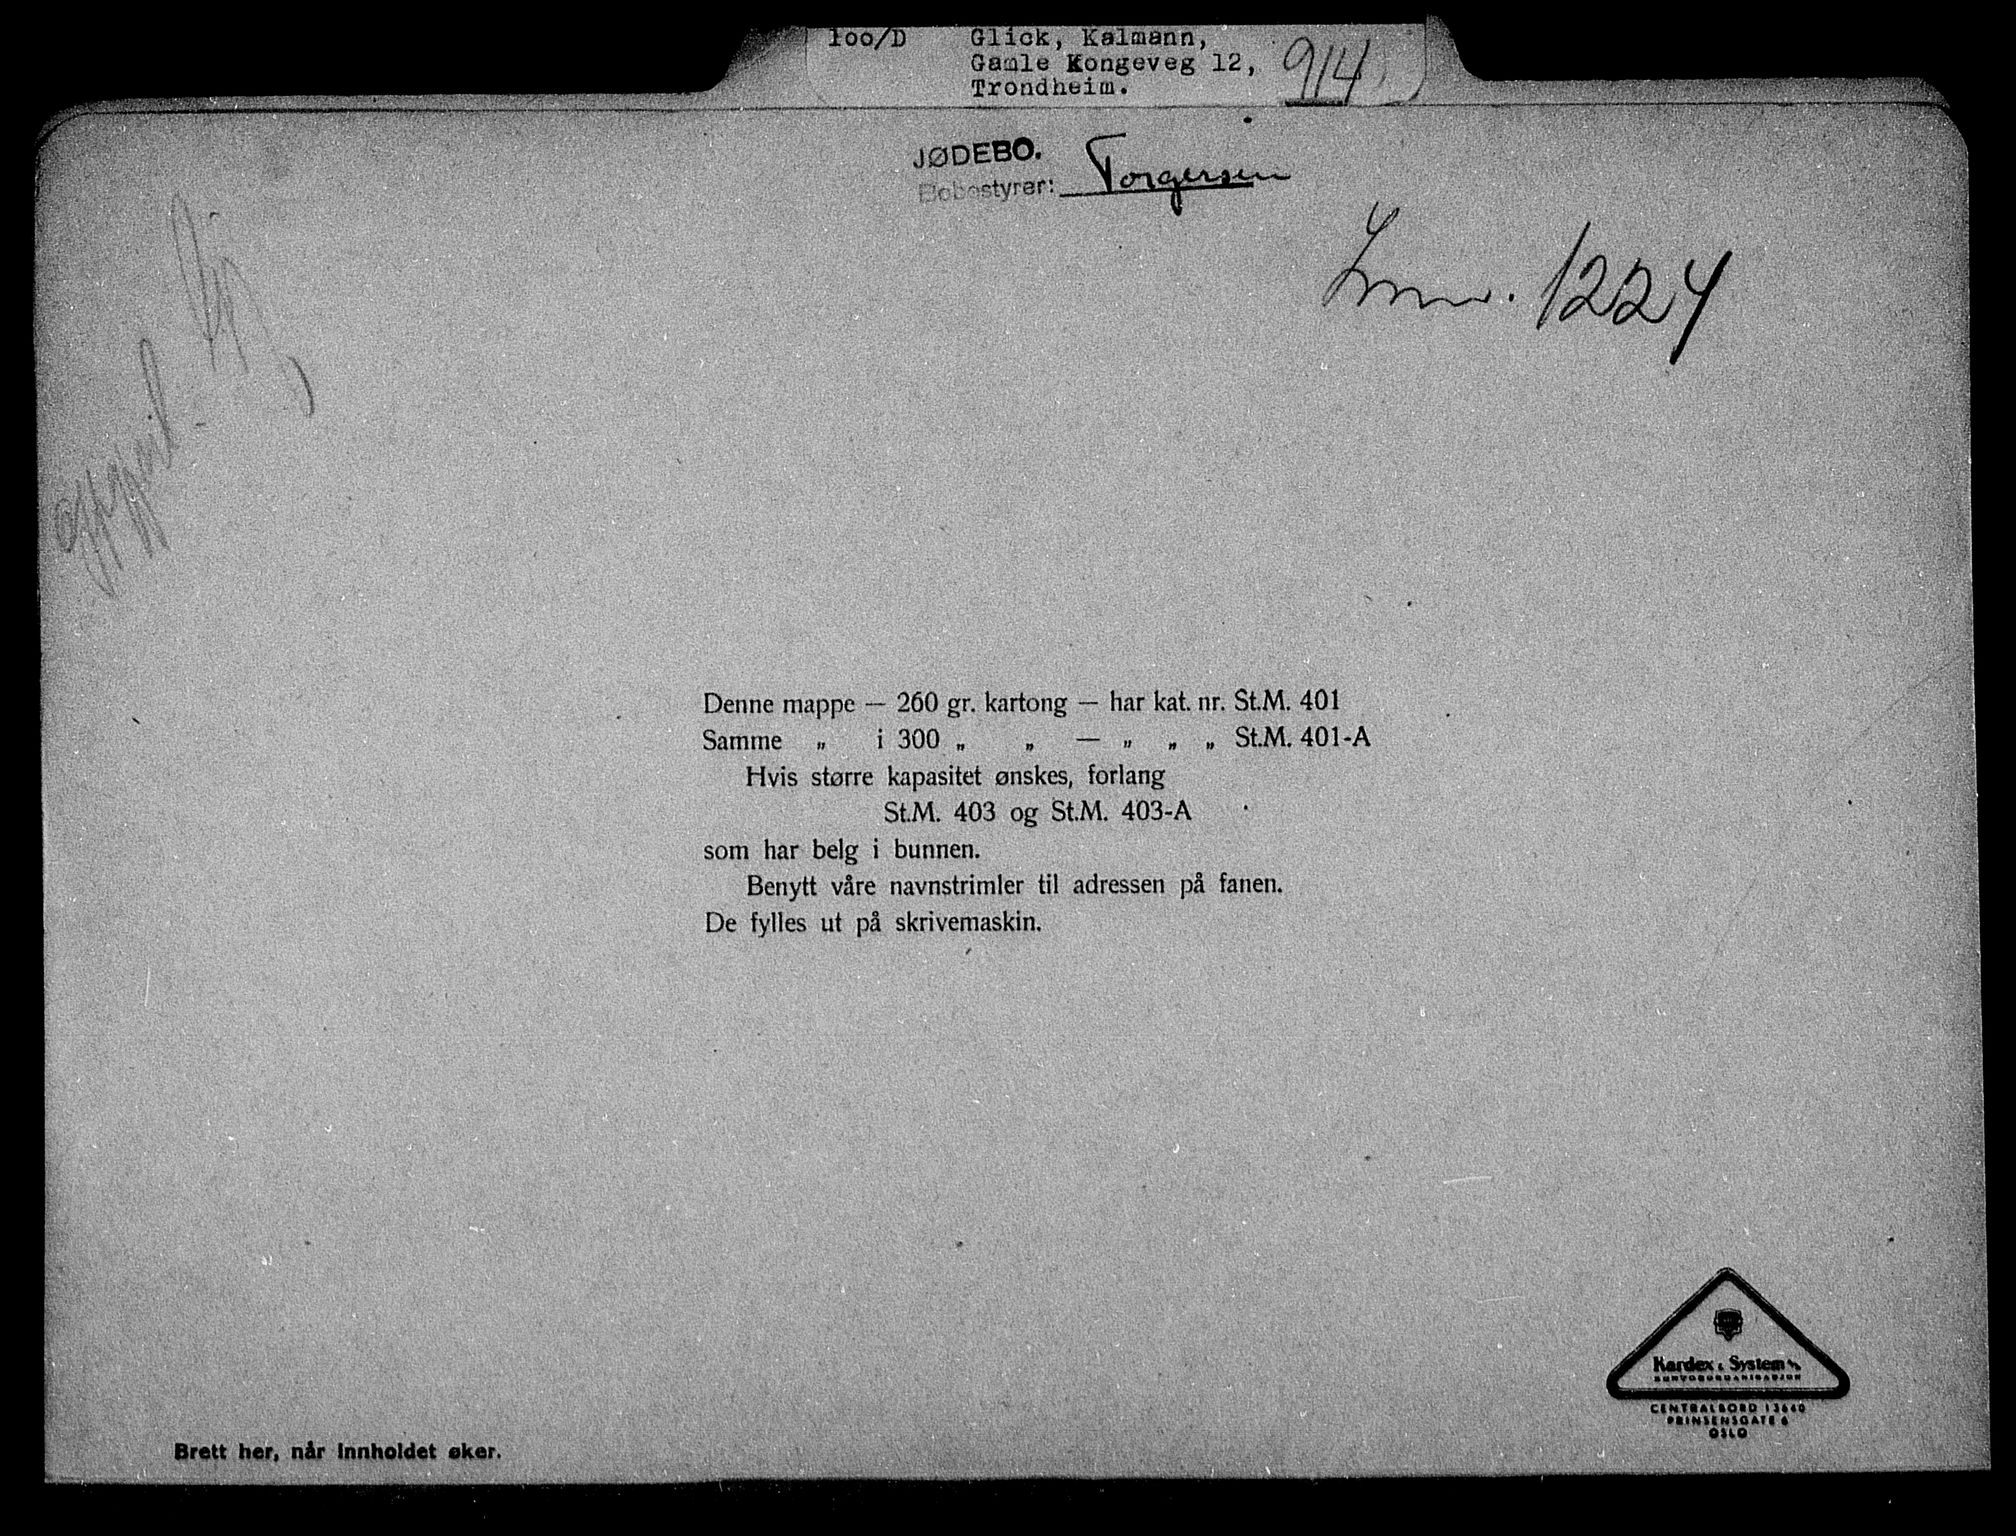 100/D Glick, Kalmann,
Gamle Kongeveg 12,
Trondheim.
914
JØDEBO.
Bobestyrer: Torgersen
1224
Denne mappe — 260 gr. kartong — har kat. nr. St.M. 401
Samme „ i 300 „ „ — „ „ „ St.M. 401-A
Hvis større kapasitet ønskes, forlang
St.M. 403 og St.M. 403-A
som har belg i bunnen.
Benytt våre navnstrimler til adressen på fanen.
De fylles ut på skrivemaskin.
Kardex & System A/S
KONTORORGANISASJON
CENTRALBORD 13640
PRINSENSGATE 6
OSLO
Brett her, når innholdet øker.